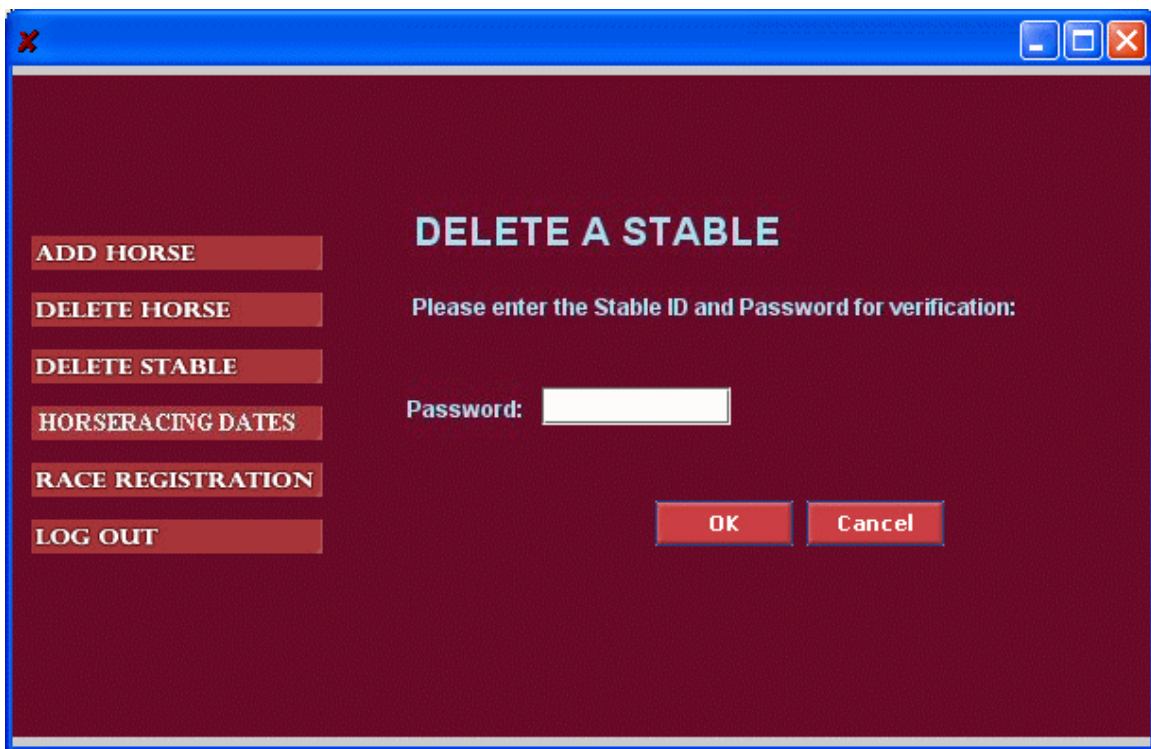 ADD HORSE
DELETE HORSE
DELETE STABLE
HORSERACING DATES
RACE REGISTRATION
LOG OUT
DELETE A STABLE
Please enter the Stable ID and Password for verification:
Password:
OK Cancel